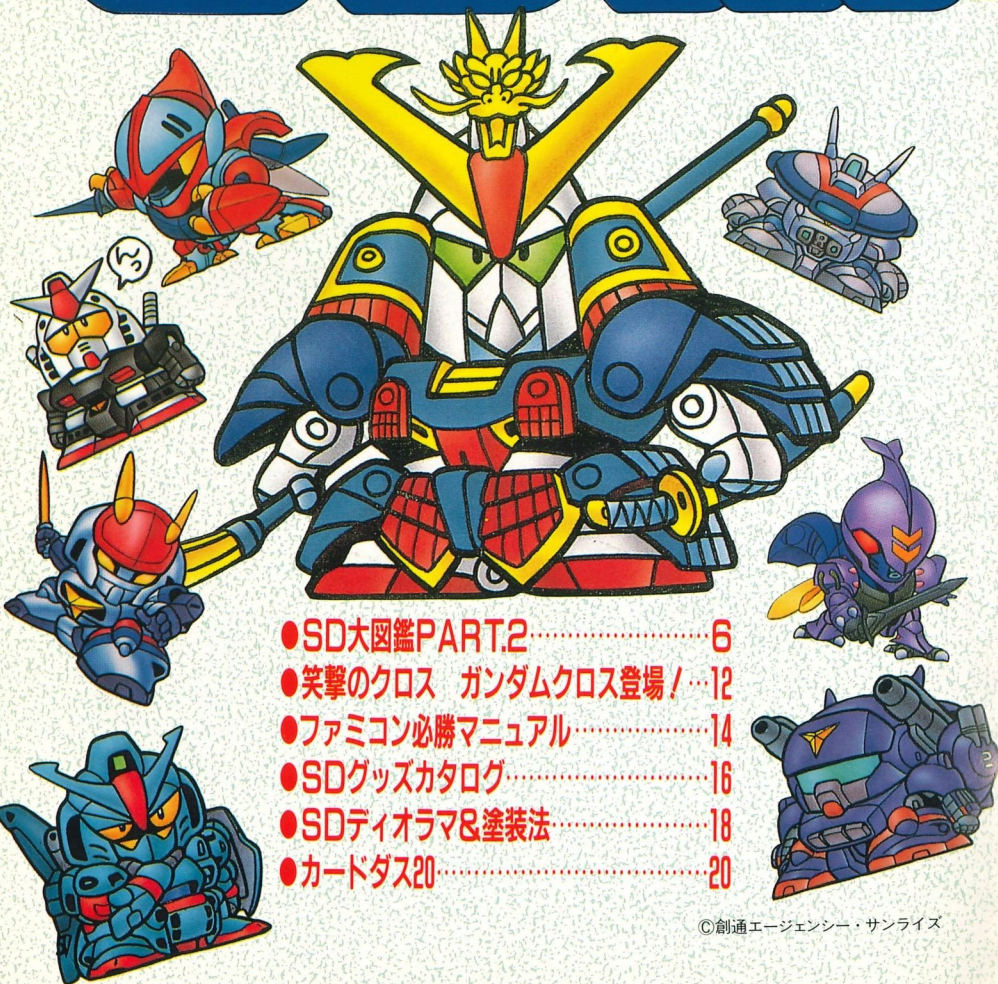 んっ
●SD大図鑑PART.2……………………6
●笑撃のクロス ガンダムクロス登場!…12
●ファミコン必勝マニュアル……………14
●SDグッズカタログ……………………16
●SDディオラマ&塗装法………………18
●カードダス20…………………………20
©創通エージェンシー・サンライズ